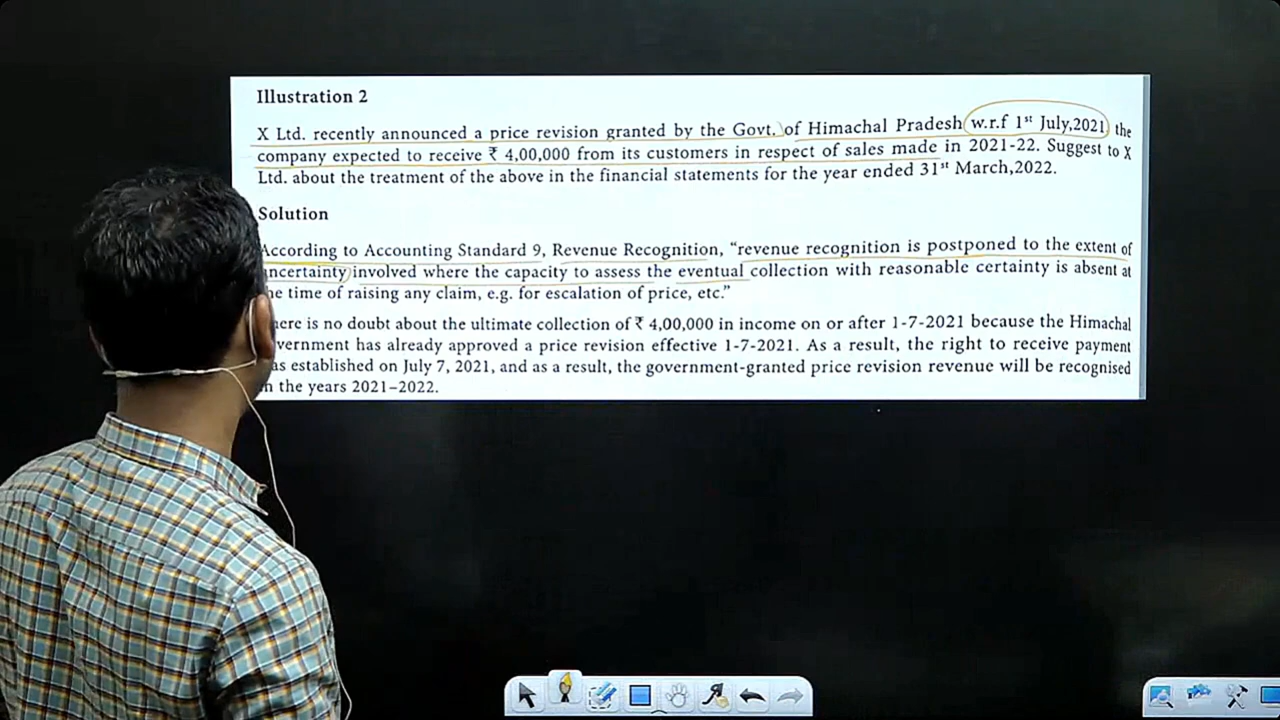 Illustration 2
X Ltd. recently announced a price revision granted by the Govt. of Himachal Pradesh w.r.f 1st July,2021 the
company expected to receive ₹ 4,00,000 from its customers in respect of sales made in 2021-22. Suggest to X
Ltd. about the treatment of the above in the financial statements for the year ended 31st March,2022.
Solution
According to Accounting Standard 9, Revenue Recognition, “revenue recognition is postponed to the extent of
involved where the capacity to assess the eventual collection with reasonable certainty is absent at
time of raising any claim, e.g. for escalation of price, etc.”
is no doubt about the ultimate collection of ₹ 4,00,000 in income on or after 1-7-2021 because the Himachal
has already approved a price revision effective 1-7-2021. As a result, the right to receive payment
established on July 7, 2021, and as a result, the government-granted price revision revenue will be recognised
the years 2021–2022.